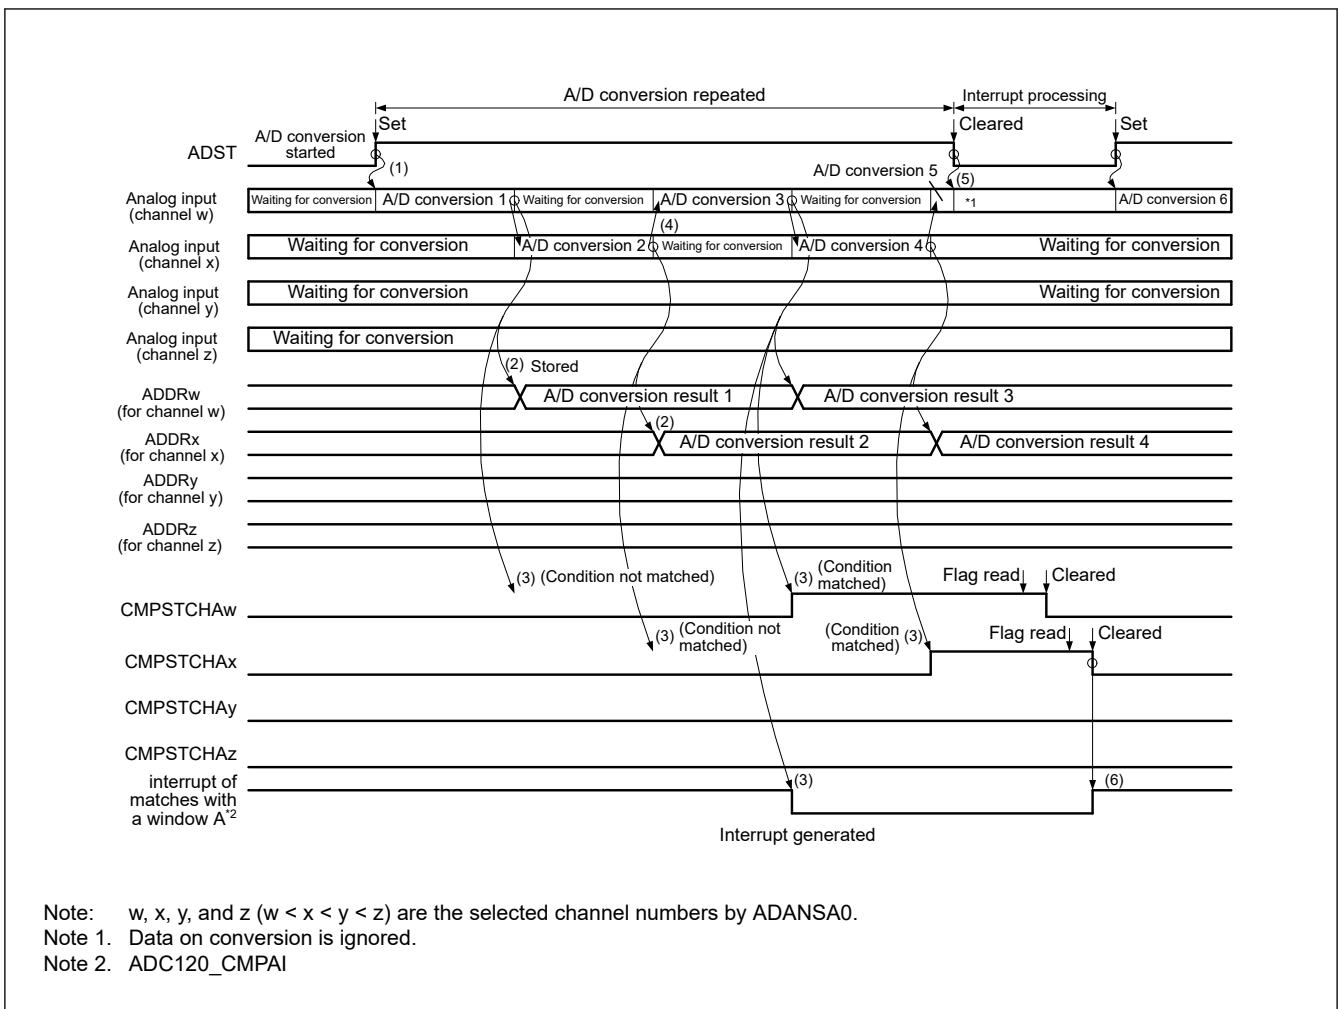 A/D conversion repeated
Interrupt processing
Set
Cleared
Set
A/D conversion
started
ADST
(1)
A/D conversion 5
(5)
Analog input
(channel w)
Waiting for conversion
A/D conversion 1
Waiting for conversion
A/D conversion 3
Waiting for conversion
*1
A/D conversion 6
(4)
Analog input
(channel x)
Waiting for conversion
A/D conversion 2
Waiting for conversion
A/D conversion 4
Waiting for conversion
Analog input
(channel y)
Waiting for conversion
Waiting for conversion
Analog input
(channel z)
Waiting for conversion
(2) Stored
ADDRw
(for channel w)
A/D conversion result 1
A/D conversion result 3
ADDRx
(for channel x)
(2)
A/D conversion result 2
A/D conversion result 4
ADDRy
(for channel y)
ADDRz
(for channel z)
(3) (Condition not matched)
(3) (Condition
matched)
Flag read
Cleared
CMPSTCHAw
(3) (Condition not
matched)
(Condition
matched) (3)
Flag read
Cleared
CMPSTCHAx
CMPSTCHAy
CMPSTCHAz
interrupt of
matches with
a window A*2
(3)
(6)
Interrupt generated
Note: w, x, y, and z (w < x < y < z) are the selected channel numbers by ADANSA0.
Note 1. Data on conversion is ignored.
Note 2. ADC120_CMPAI